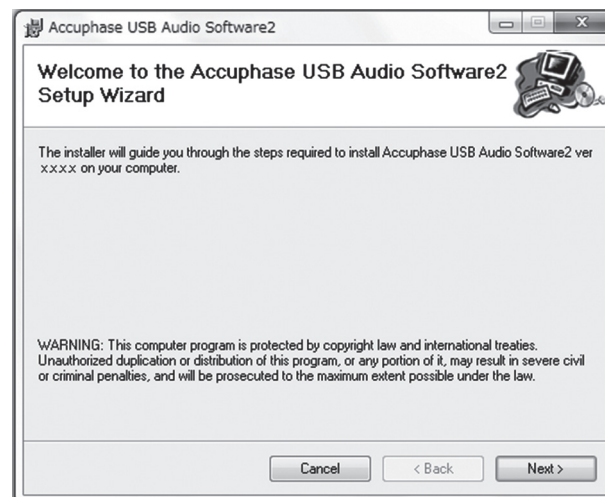 Accuphase USB Audio Software2
Welcome to the Accuphase USB Audio Software2
Setup Wizard
The installer will guide you through the steps required to install Accuphase USB Audio Software2 ver
xxxx on your computer.
WARNING: This computer program is protected by copyright law and international treaties.
Unauthorized duplication or distribution of this program, or any portion of it, may result in severe civil
or criminal penalties, and will be prosecuted to the maximum extent possible under the law.
Cancel < Back Next >